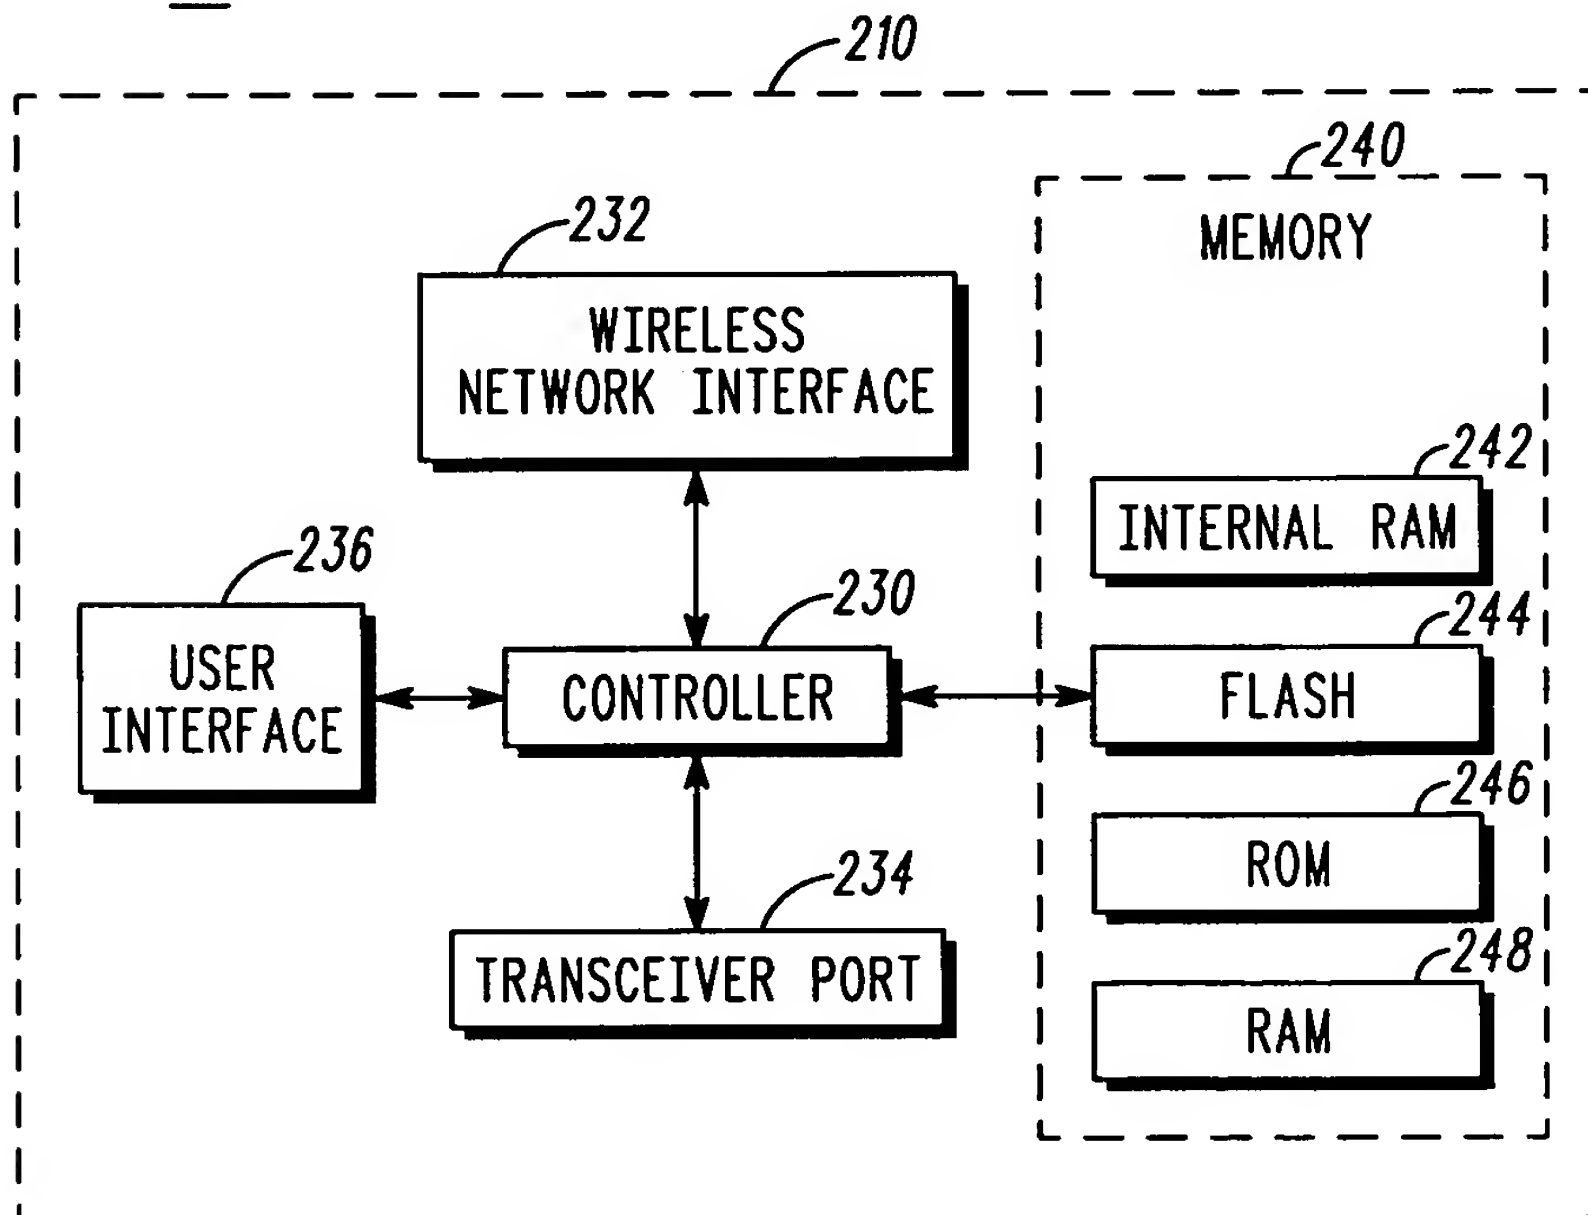 210
240
MEMORY
232
WIRELESS
NETWORK INTERFACE
242
INTERNAL RAM
236
USER
INTERFACE
230
CONTROLLER
244
FLASH
246
ROM
234
TRANSCEIVER PORT
248
RAM